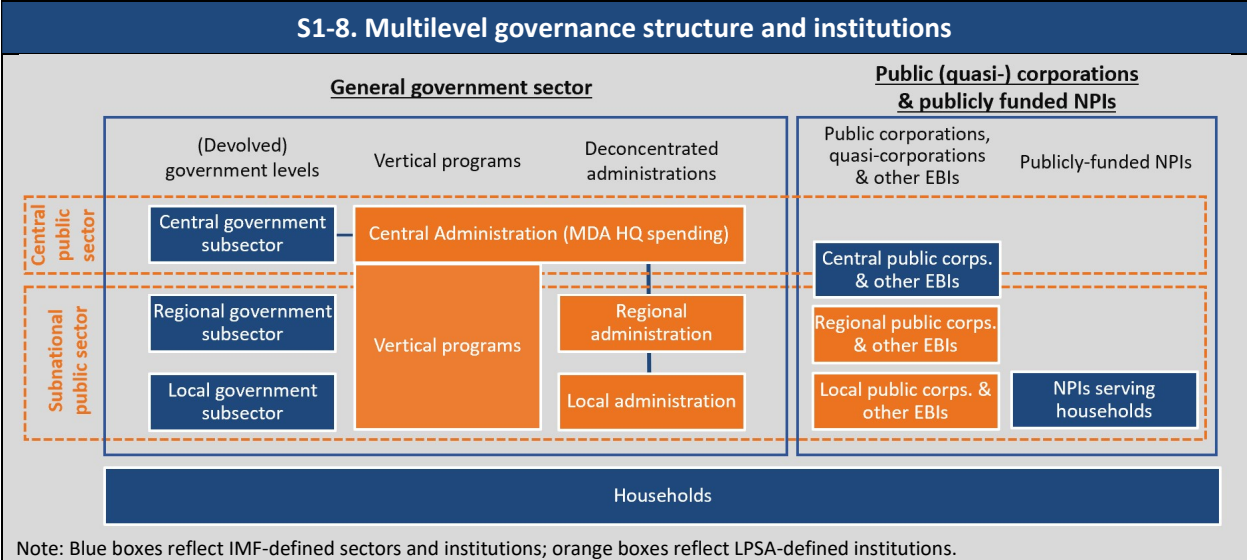 S1-8. Multilevel governance structure and institutions
General government sector
Public (quasi-) corporations
& publicly funded NPIs
(Devolved)
government levels
Vertical programs
Deconcentrated
administrations
Public corporations,
quasi-corporations
& other EBIs
Publicly-funded NPIs
Central
public
sector
Central government
subsector
Central Administration (MDA HQ spending)
Central public corps.
& other EBIs
Subnational
public sector
Regional government
subsector
Vertical programs
Regional
administration
Regional public corps.
& other EBIs
Local government
subsector
Local administration
Local public corps. &
other EBIs
NPIs serving
households
Households
Note: Blue boxes reflect IMF-defined sectors and institutions; orange boxes reflect LPSA-defined institutions.